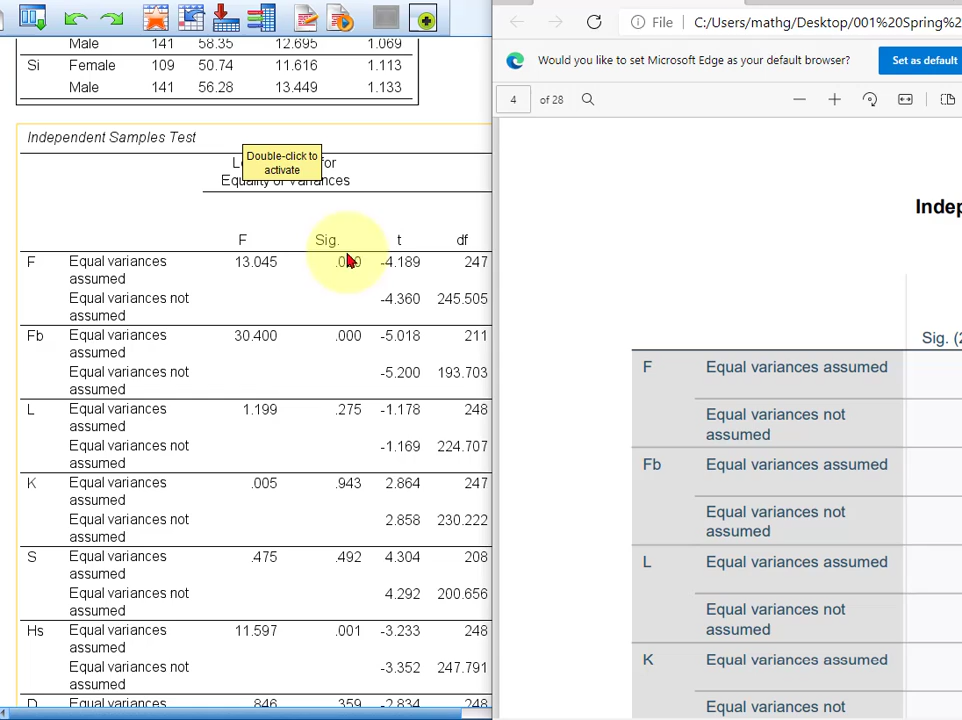 Male 141 58.35 12.695 1.069
Si Female 109 50.74 11.616 1.113
Male 141 56.28 13.449 1.133
Independent Samples Test
Double-click to
activate
for
Equality of Variances
F Sig. t df
F Equal variances 13.045 -4.189 247
assumed
Equal variances not -4.360 245.505
assumed
Fb Equal variances 30.400 .000 -5.018 211
assumed
Equal variances not -5.200 193.703
assumed
L Equal variances 1.199 .275 -1.178 248
assumed
Equal variances not -1.169 224.707
assumed
K Equal variances .005 .943 2.864 247
assumed
Equal variances not 2.858 230.222
assumed
S Equal variances .475 .492 4.304 208
assumed
Equal variances not 4.292 200.656
assumed
Hs Equal variances 11.597 .001 -3.233 248
assumed
Equal variances not -3.352 247.791
assumed
D Equal variances .846 .359 -2.834 248
File C:/Users/mathg/Desktop/001%20Spring%2
Would you like to set Microsoft Edge as your default browser? Set as default
4 of 28
Indep
Sig. (2
F Equal variances assumed
Equal variances not
assumed
Fb Equal variances assumed
Equal variances not
assumed
L Equal variances assumed
Equal variances not
assumed
K Equal variances assumed
Equal variances not